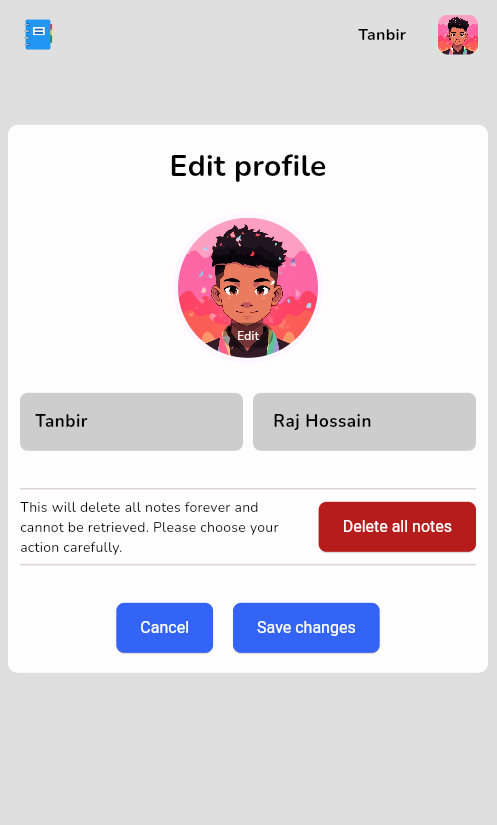 Tanbir
Edit profile
Edit
Tanbir
Raj Hossain
This will delete all notes forever and
cannot be retrieved. Please choose your
action carefully.
Delete all notes
Cancel
Save changes